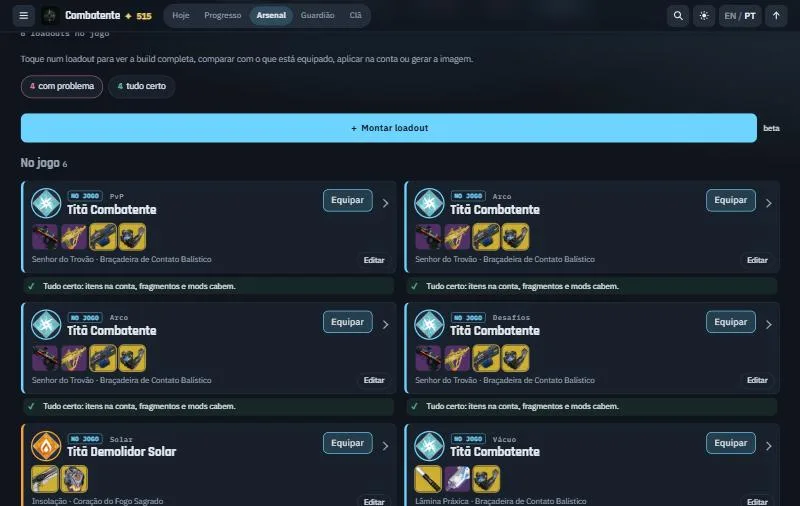 Combatente ✦ 515
Hoje Progresso Arsenal Guardião Clã
EN / PT
6 loadouts no jogo
Toque num loadout para ver a build completa, comparar com o que está equipado, aplicar na conta ou gerar a imagem.
4 com problema 4 tudo certo
+ Montar loadout
beta
No jogo 6
NO JOGO PvP
Titã Combatente
Equipar
Senhor do Trovão · Braçadeira de Contato Balístico
Editar
✓ Tudo certo: itens na conta, fragmentos e mods cabem.
NO JOGO Arco
Titã Combatente
Equipar
Senhor do Trovão · Braçadeira de Contato Balístico
Editar
✓ Tudo certo: itens na conta, fragmentos e mods cabem.
NO JOGO Arco
Titã Combatente
Equipar
Senhor do Trovão · Braçadeira de Contato Balístico
Editar
✓ Tudo certo: itens na conta, fragmentos e mods cabem.
NO JOGO Desafios
Titã Combatente
Equipar
Senhor do Trovão · Braçadeira de Contato Balístico
Editar
✓ Tudo certo: itens na conta, fragmentos e mods cabem.
NO JOGO Solar
Titã Demolidor Solar
Equipar
Insolação · Coração do Fogo Sagrado
Editar
NO JOGO Vácuo
Titã Combatente
Equipar
Lâmina Práxica · Braçadeira de Contato Balístico
Editar